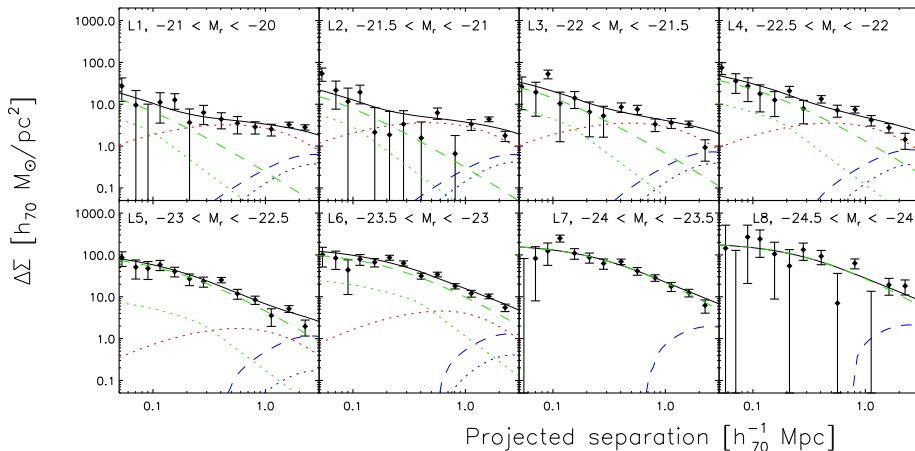 L1, -21 < M_r < -20
L2, -21.5 < M_r < -21
L3, -22 < M_r < -21.5
L4, -22.5 < M_r < -22
100.0
10.0
1.0
0.1
L5, -23 < M_r < -22.5
L6, -23.5 < M_r < -23
L7, -24 < M_r < -23.5
L8, -24.5 < M_r < -24
1000.0
100.0
10.0
1.0
0.1
ΔΣ [h_70 M_⊙/pc^2]
0.1 1.0 0.1 1.0 0.1 1.0 0.1 1.0
Projected separation [h_70^-1 Mpc]